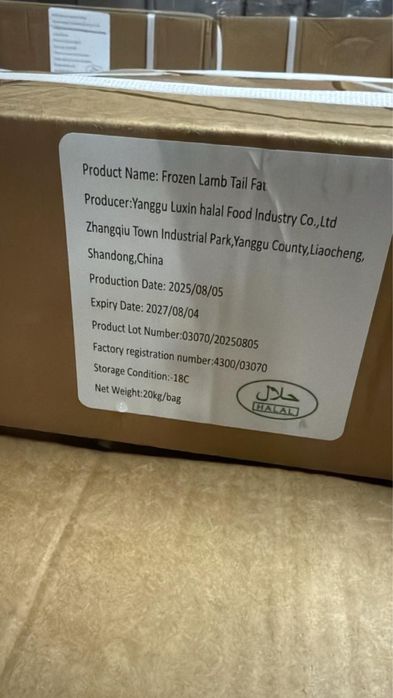 Product Name: Frozen Lamb Tail Fat
Producer:Yanggu Luxin halal Food Industry Co.,Ltd
Zhangqiu Town Industrial Park,Yanggu County,Liaocheng,
Shandong,China
Production Date: 2025/08/05
Expiry Date: 2027/08/04
Product Lot Number:03070/20250805
Factory registration number:4300/03070
Storage Condition:-18C
Net Weight:20kg/bag
حلال
HALAL